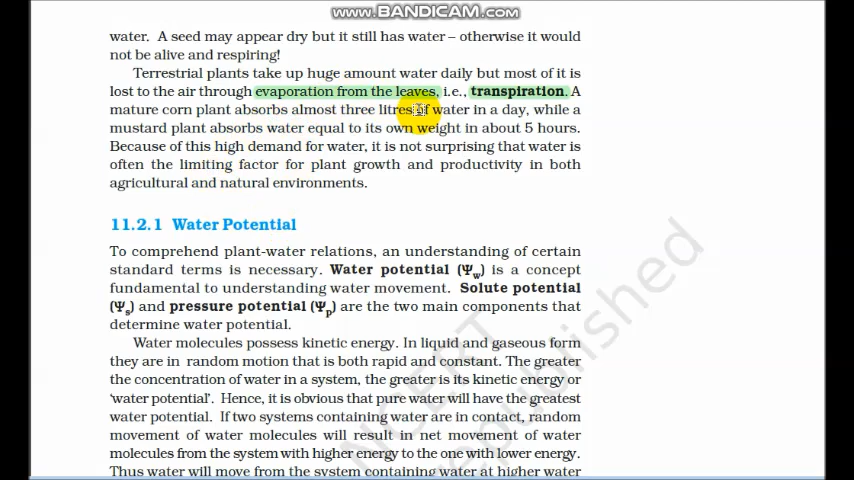 www.BANDICAM.com
water. A seed may appear dry but it still has water – otherwise it would
not be alive and respiring!
Terrestrial plants take up huge amount water daily but most of it is
lost to the air through evaporation from the leaves, i.e., transpiration. A
mature corn plant absorbs almost three litres of water in a day, while a
mustard plant absorbs water equal to its own weight in about 5 hours.
Because of this high demand for water, it is not surprising that water is
often the limiting factor for plant growth and productivity in both
agricultural and natural environments.
11.2.1 Water Potential
To comprehend plant-water relations, an understanding of certain
standard terms is necessary. Water potential (Ψw) is a concept
fundamental to understanding water movement. Solute potential
(Ψs) and pressure potential (Ψp) are the two main components that
determine water potential.
Water molecules possess kinetic energy. In liquid and gaseous form
they are in random motion that is both rapid and constant. The greater
the concentration of water in a system, the greater is its kinetic energy or
‘water potential’. Hence, it is obvious that pure water will have the greatest
water potential. If two systems containing water are in contact, random
movement of water molecules will result in net movement of water
molecules from the system with higher energy to the one with lower energy.
Thus water will move from the system containing water at higher water
NCERT
republished